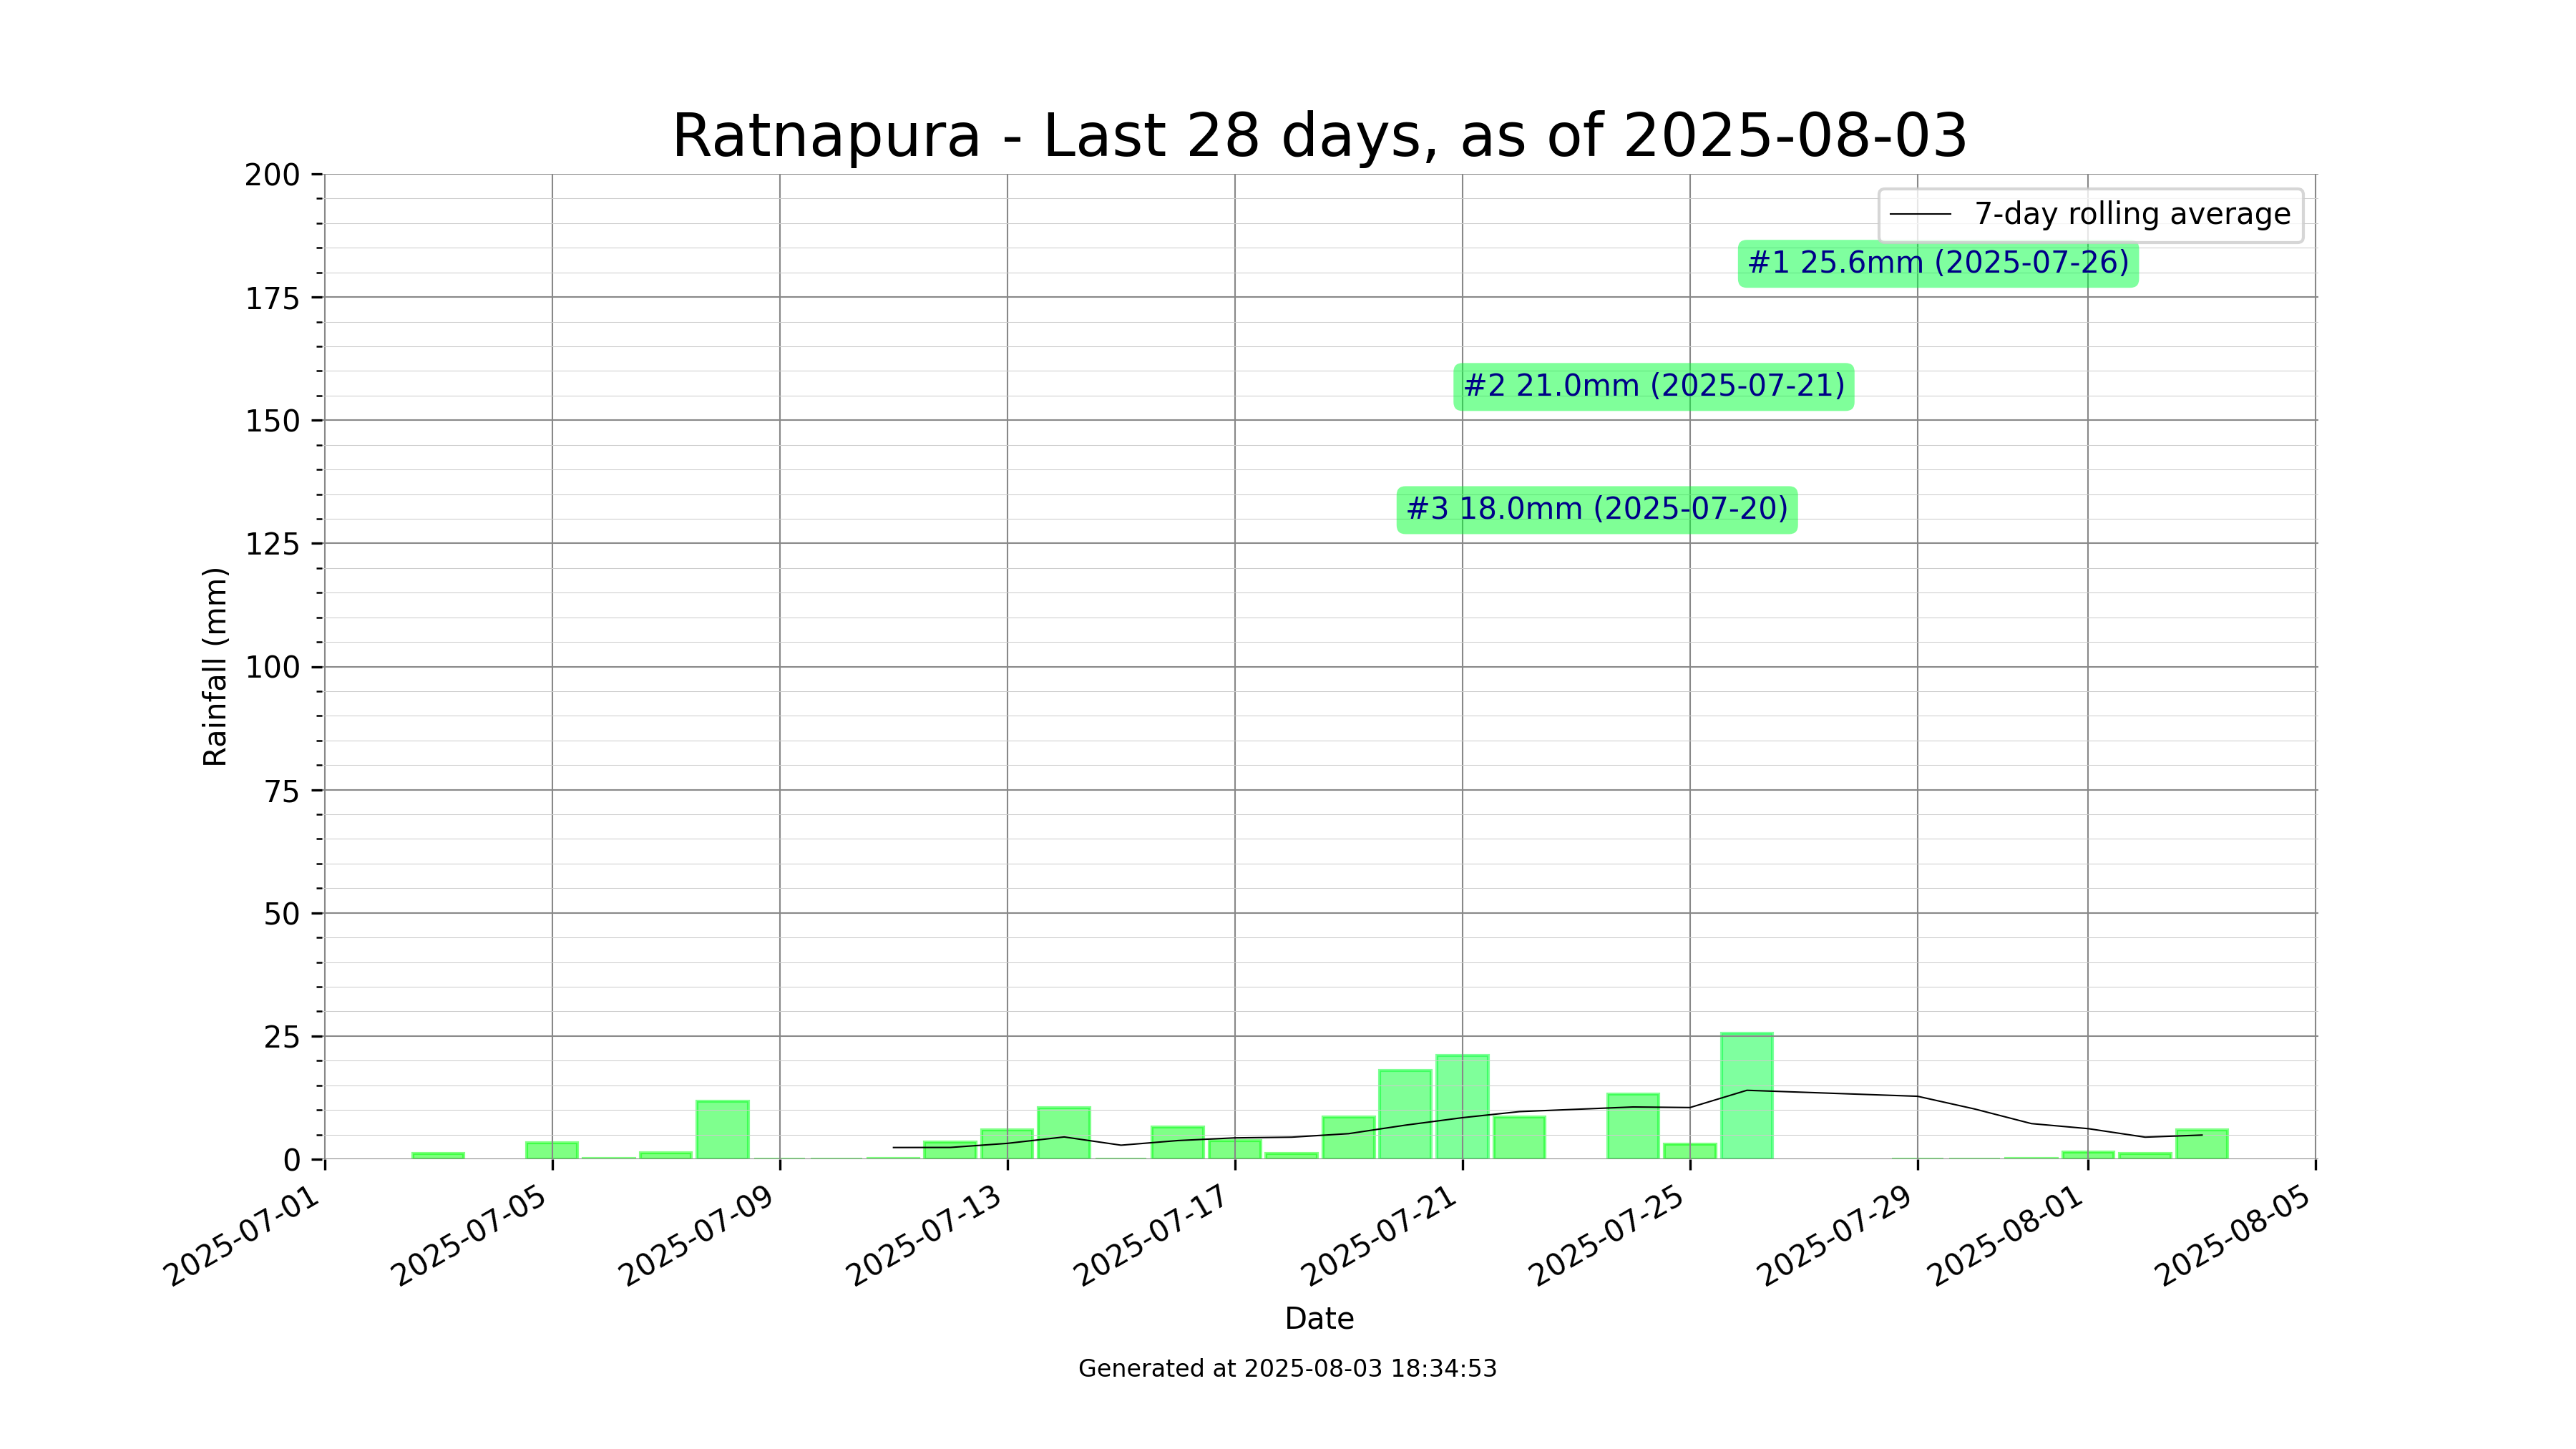 Ratnapura - Last 28 days, as of 2025-08-03
7-day rolling average
#1 25.6mm (2025-07-26)
#2 21.0mm (2025-07-21)
#3 18.0mm (2025-07-20)
Rainfall (mm)
200
175
150
125
100
75
50
25
0
2025-07-01
2025-07-05
2025-07-09
2025-07-13
2025-07-17
2025-07-21
2025-07-25
2025-07-29
2025-08-01
2025-08-05
Date
Generated at 2025-08-03 18:34:53